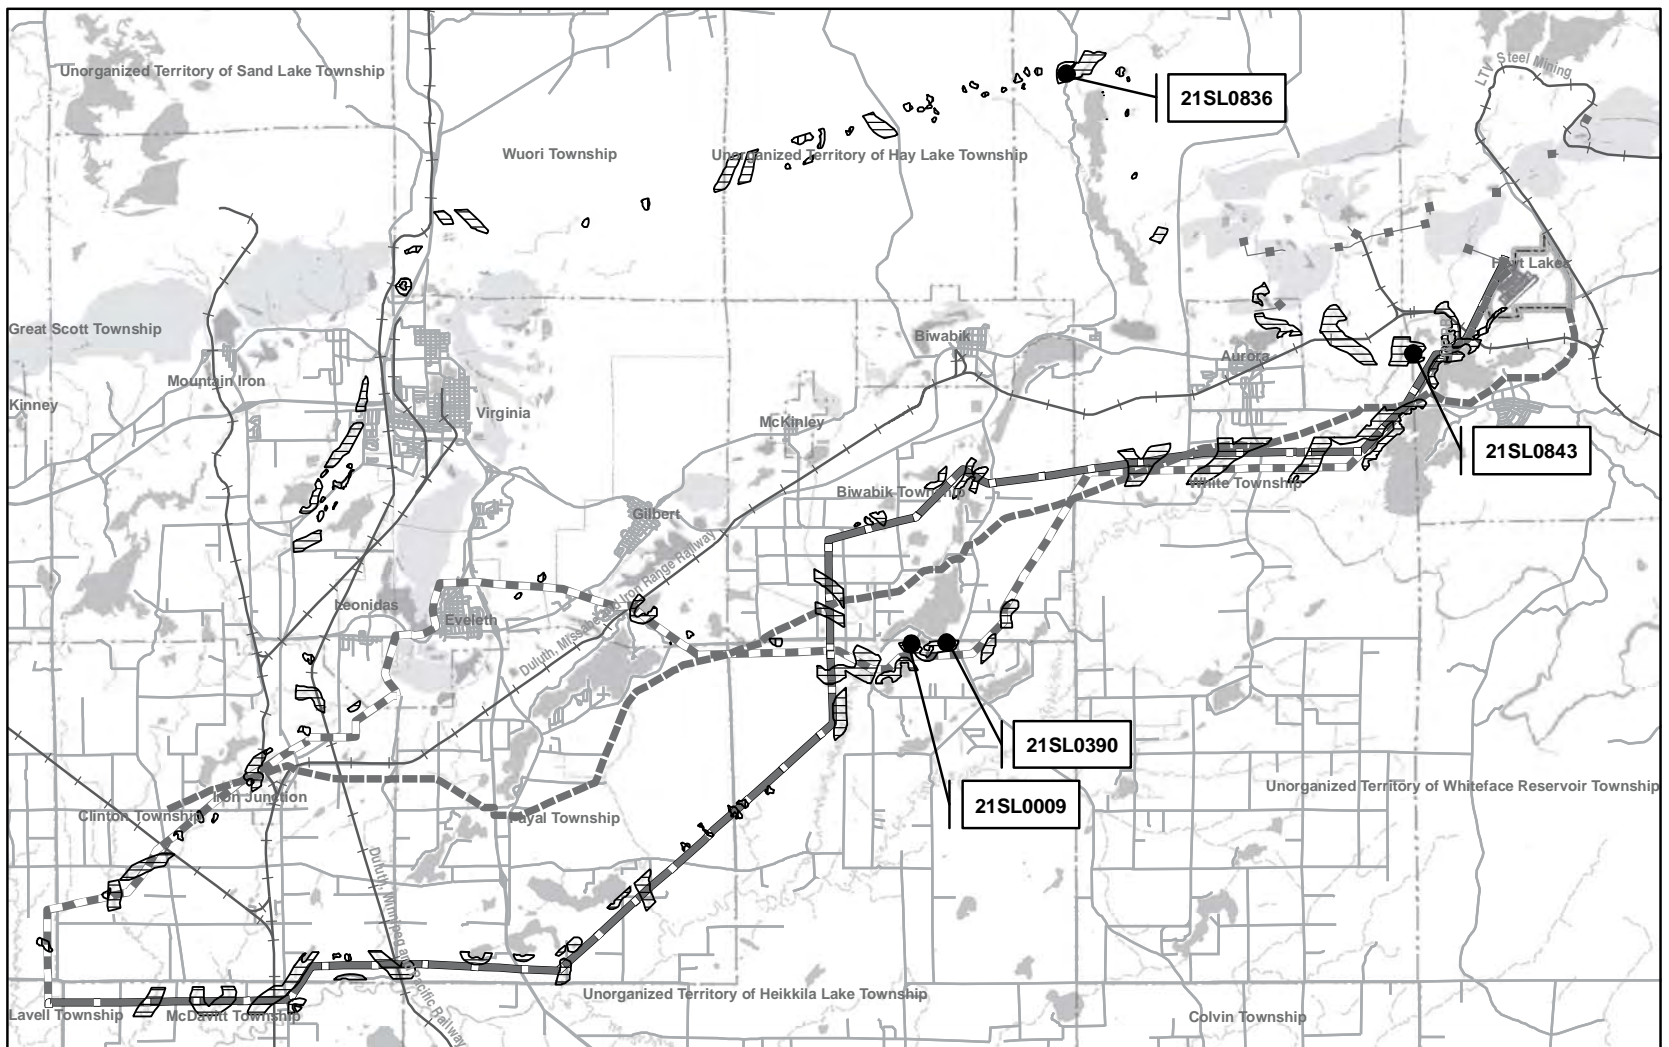 LTV Steel Mining
Unorganized Territory of Sand Lake Township
21SL0836
Wuori Township
Unorganized Territory of Hay Lake Township
Hoyt Lakes
Great Scott Township
Biwabik
Aurora
Mountain Iron
Kinney
Virginia
McKinley
21SL0843
White Township
Biwabik Township
Gilbert
Duluth, Missabe and Iron Range Railway
Leonidas
Eveleth
21SL0390
Unorganized Territory of Whiteface Reservoir Township
Iron Junction
21SL0009
Clinton Township
Fayal Township
Duluth, Winnipeg and Pacific Railway
Unorganized Territory of Heikkila Lake Township
Lavell Township
McDavitt Township
Colvin Township